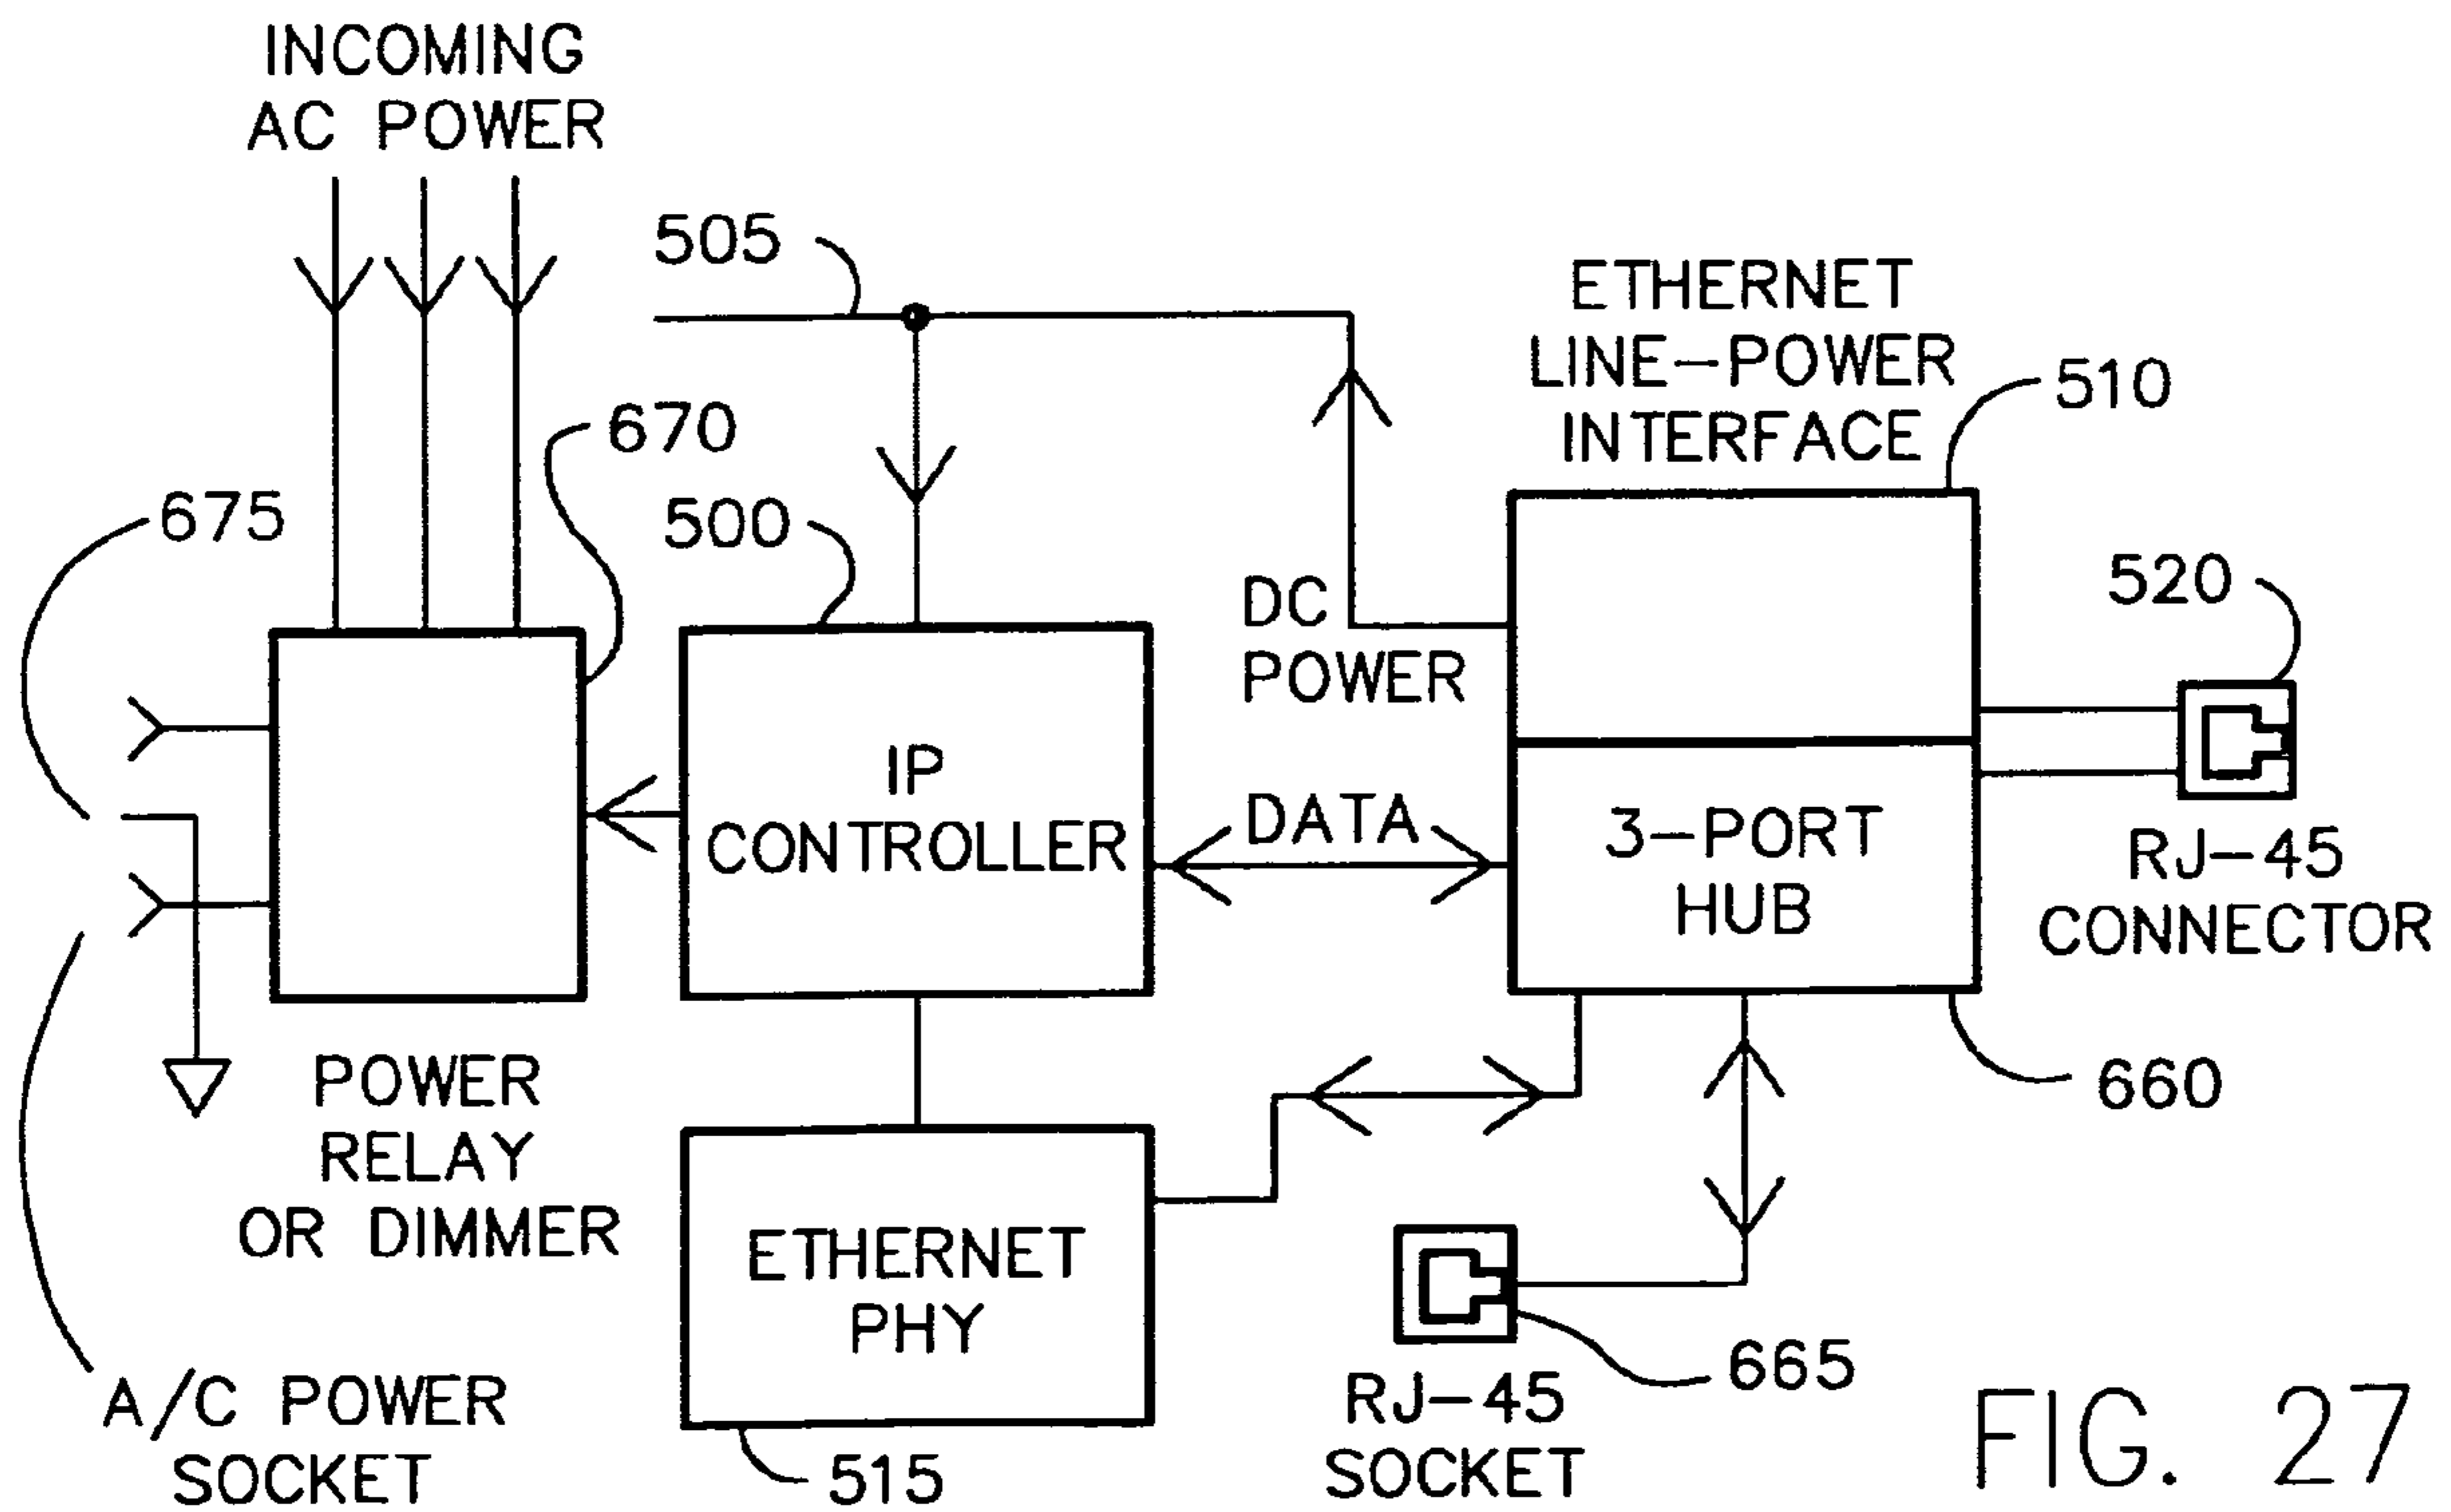 INCOMING
AC POWER
505
ETHERNET
LINE-POWER
INTERFACE
510
670
675
500
520
DC
POWER
IP
CONTROLLER
DATA
3-PORT
HUB
RJ-45
CONNECTOR
660
POWER
RELAY
OR DIMMER
ETHERNET
PHY
665
A/C POWER
SOCKET
515
RJ-45
SOCKET
FIG. 27